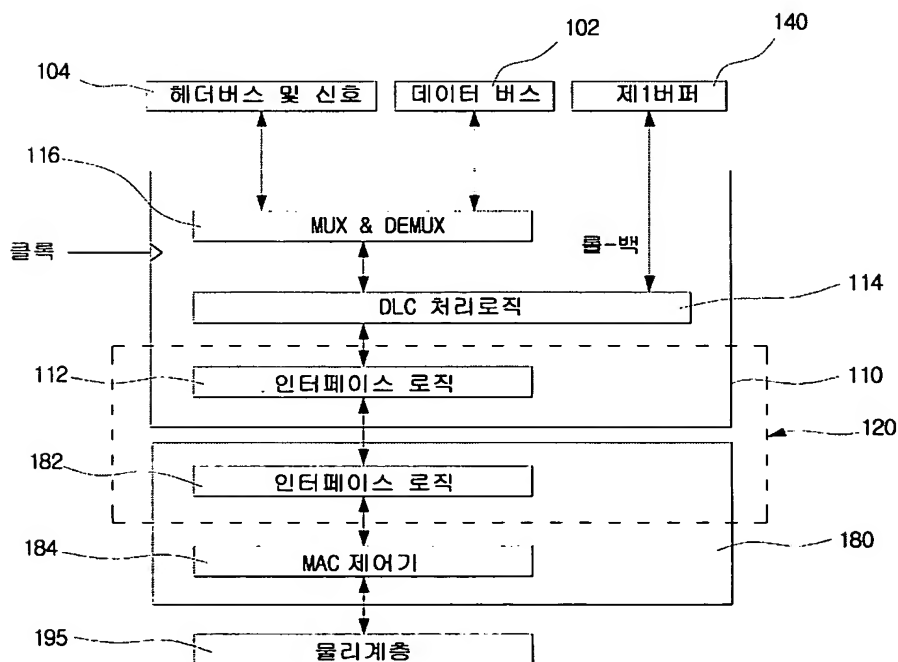 104
102
140
헤더버스 및 신호
데이터 버스
제1버퍼
116
MUX & DEMUX
클록
룹-백
114
DLC 처리로직
112
인터페이스 로직
110
120
182
인터페이스 로직
184
MAC 제어기
180
195
물리계층